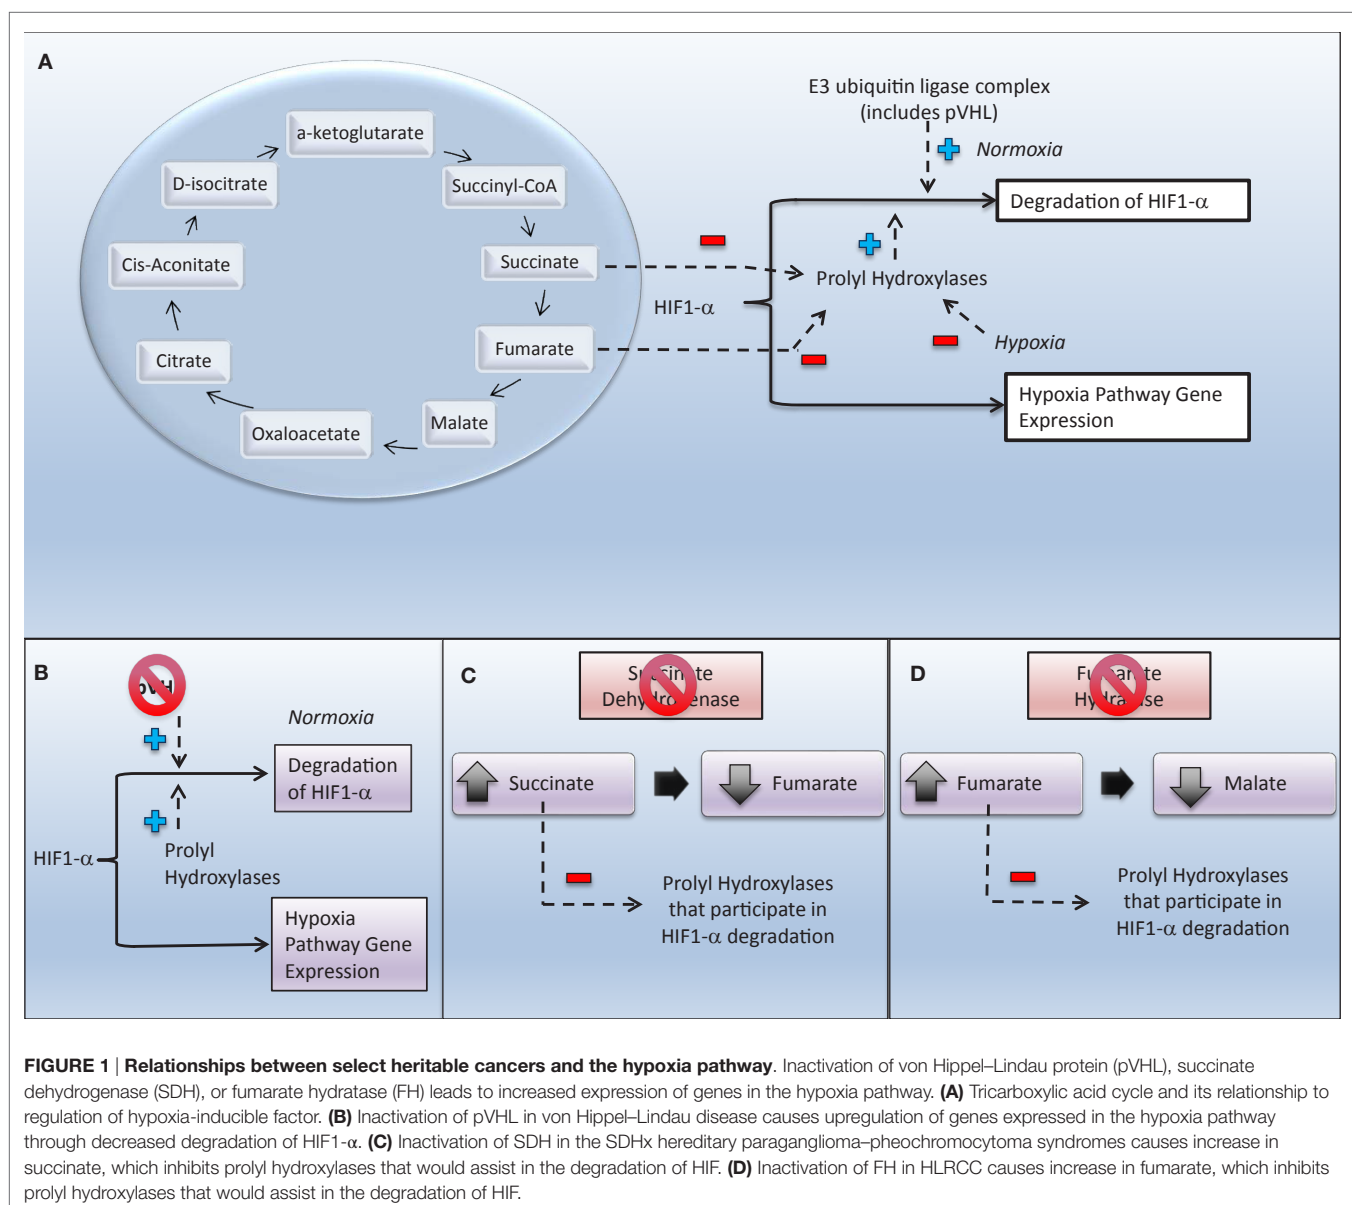 A
E3 ubiquitin ligase complex
(includes pVHL)
Normoxia
a-ketoglutarate
D-isocitrate
Succinyl-CoA
Degradation of HIF1-α
Cis-Aconitate
Succinate
Prolyl Hydroxylases
HIF1-α
Citrate
Fumarate
Hypoxia
Malate
Oxaloacetate
Hypoxia Pathway Gene
Expression
B
pVH
Normoxia
Degradation
of HIF1-α
HIF1-α
Prolyl
Hydroxylases
Hypoxia
Pathway Gene
Expression
C
Succinate
Dehydrogenase
Succinate
Fumarate
Prolyl Hydroxylases
that participate in
HIF1-α degradation
D
Fumarate
Hydratase
Fumarate
Malate
Prolyl Hydroxylases
that participate in
HIF1-α degradation
FIGURE 1 | Relationships between select heritable cancers and the hypoxia pathway. Inactivation of von Hippel–Lindau protein (pVHL), succinate
dehydrogenase (SDH), or fumarate hydratase (FH) leads to increased expression of genes in the hypoxia pathway. (A) Tricarboxylic acid cycle and its relationship to
regulation of hypoxia-inducible factor. (B) Inactivation of pVHL in von Hippel–Lindau disease causes upregulation of genes expressed in the hypoxia pathway
through decreased degradation of HIF1-α. (C) Inactivation of SDH in the SDHx hereditary paraganglioma–pheochromocytoma syndromes causes increase in
succinate, which inhibits prolyl hydroxylases that would assist in the degradation of HIF. (D) Inactivation of FH in HLRCC causes increase in fumarate, which inhibits
prolyl hydroxylases that would assist in the degradation of HIF.